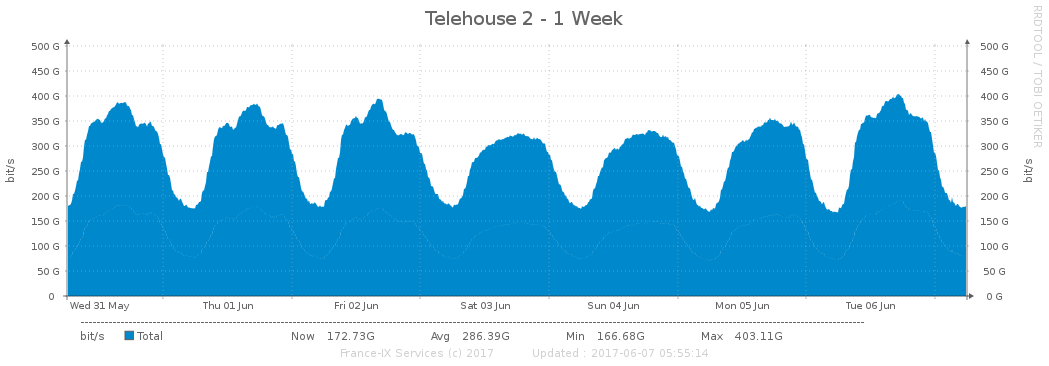 Telehouse 2 - 1 Week
RRDTOOL / TOBI OETIKER
500 G 500 G
450 G 450 G
400 G 400 G
350 G 350 G
300 G 300 G
250 G 250 G
200 G 200 G
150 G 150 G
100 G 100 G
50 G 50 G
0 0 G
bit/s
bit/s
Wed 31 May Thu 01 Jun Fri 02 Jun Sat 03 Jun Sun 04 Jun Mon 05 Jun Tue 06 Jun
bit/s Total Now 172.73G Avg 286.39G Min 166.68G Max 403.11G
France-IX Services (c) 2017 Updated : 2017-06-07 05:55:14